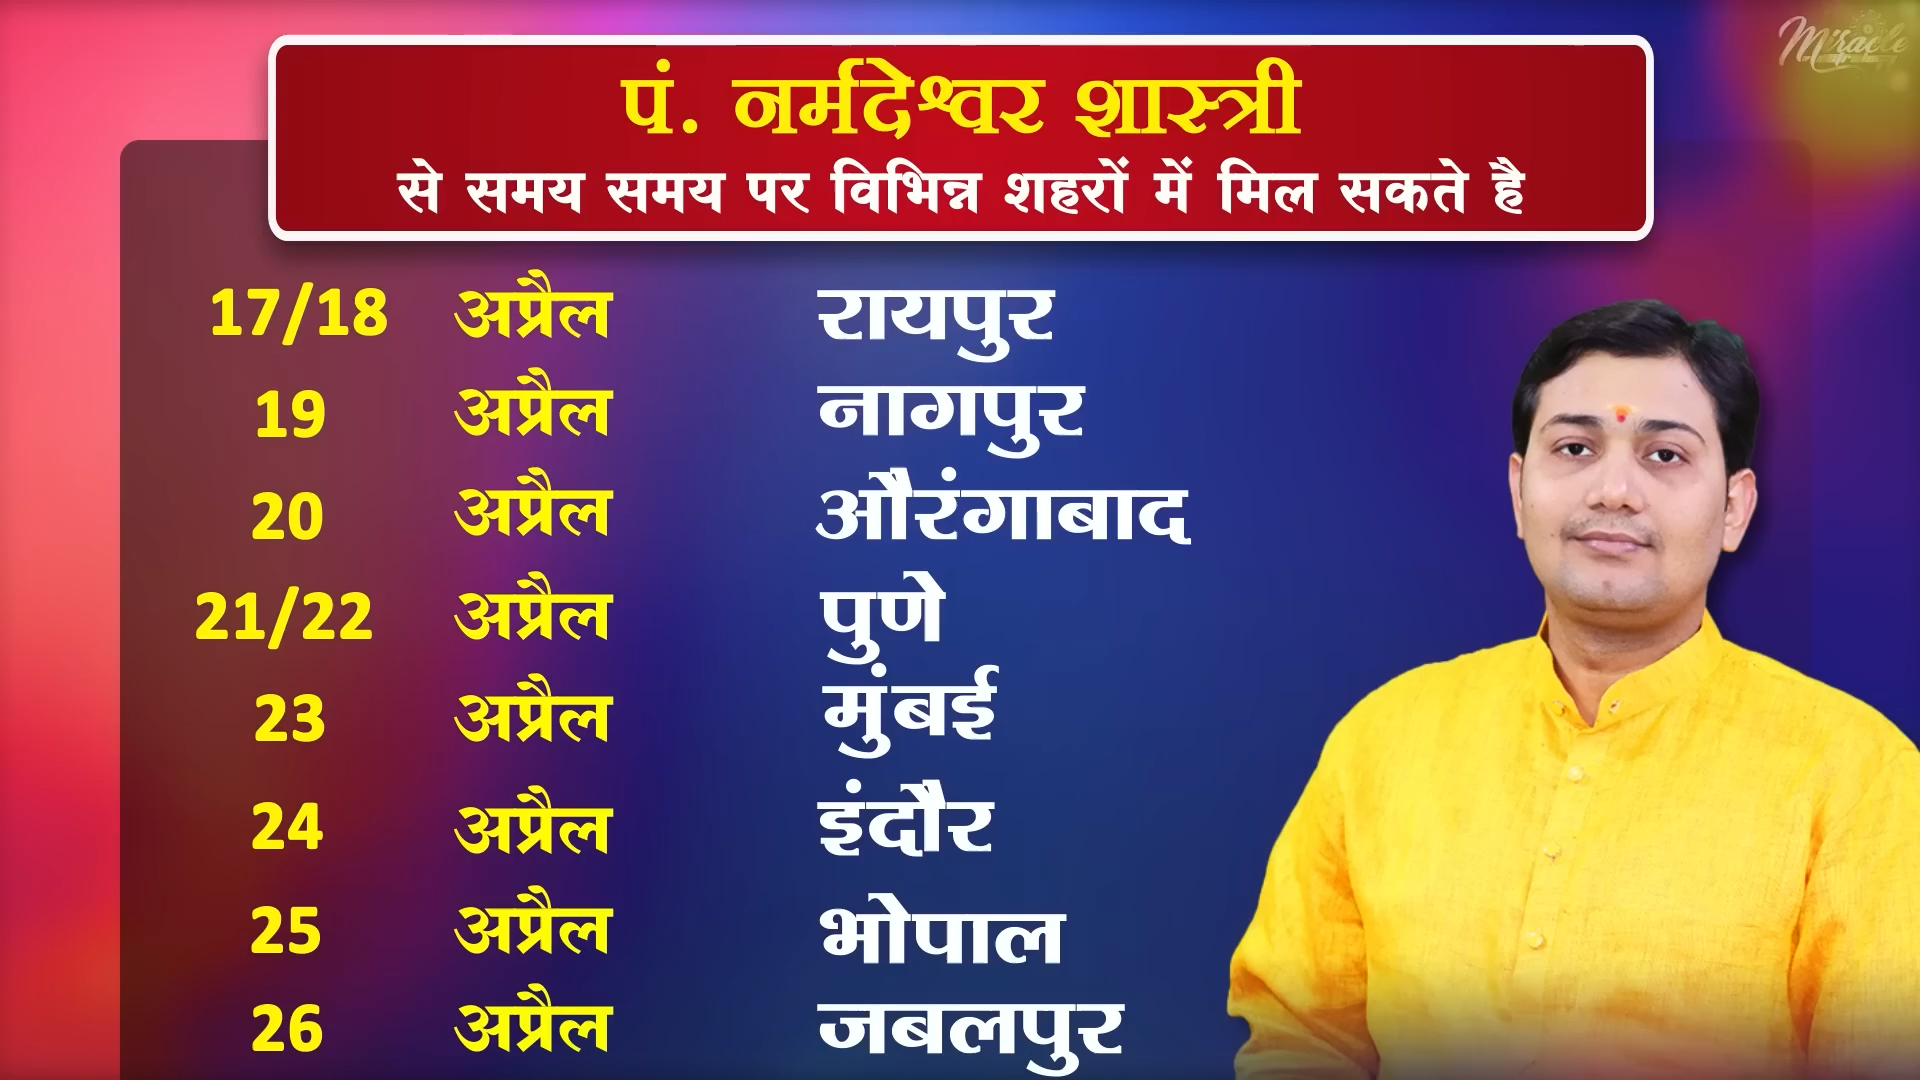 Miracle
पं. नर्मदेश्वर शास्त्री
से समय समय पर विभिन्न शहरों में मिल सकते है
17/18 अप्रैल रायपुर
19 अप्रैल नागपुर
20 अप्रैल औरंगाबाद
21/22 अप्रैल पुणे
23 अप्रैल मुंबई
24 अप्रैल इंदौर
25 अप्रैल भोपाल
26 अप्रैल जबलपुर